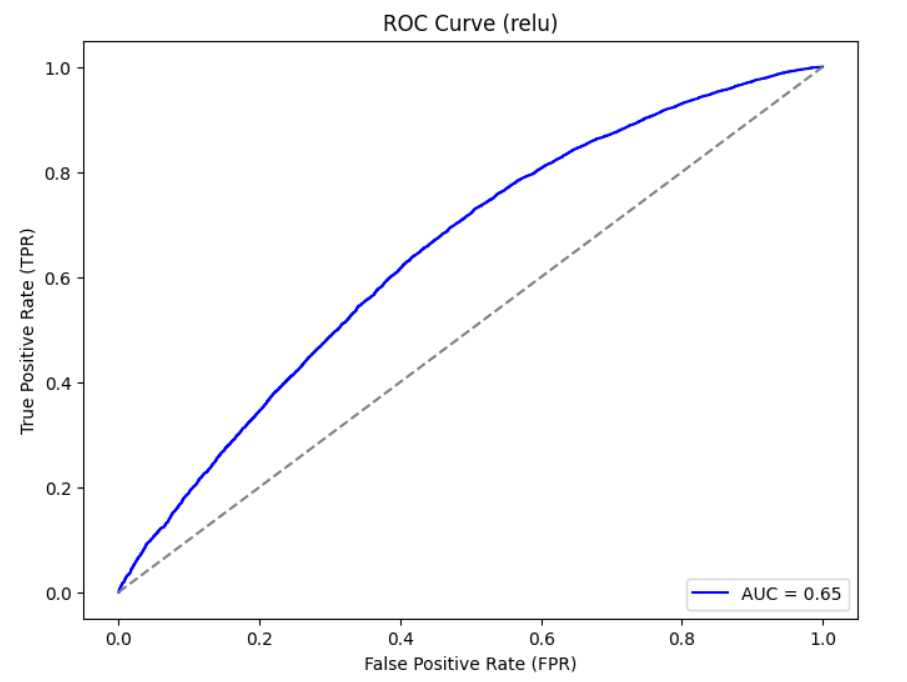 ROC Curve (relu)
True Positive Rate (TPR)
1.0
0.8
0.6
0.4
0.2
0.0
AUC = 0.65
0.0 0.2 0.4 0.6 0.8 1.0
False Positive Rate (FPR)